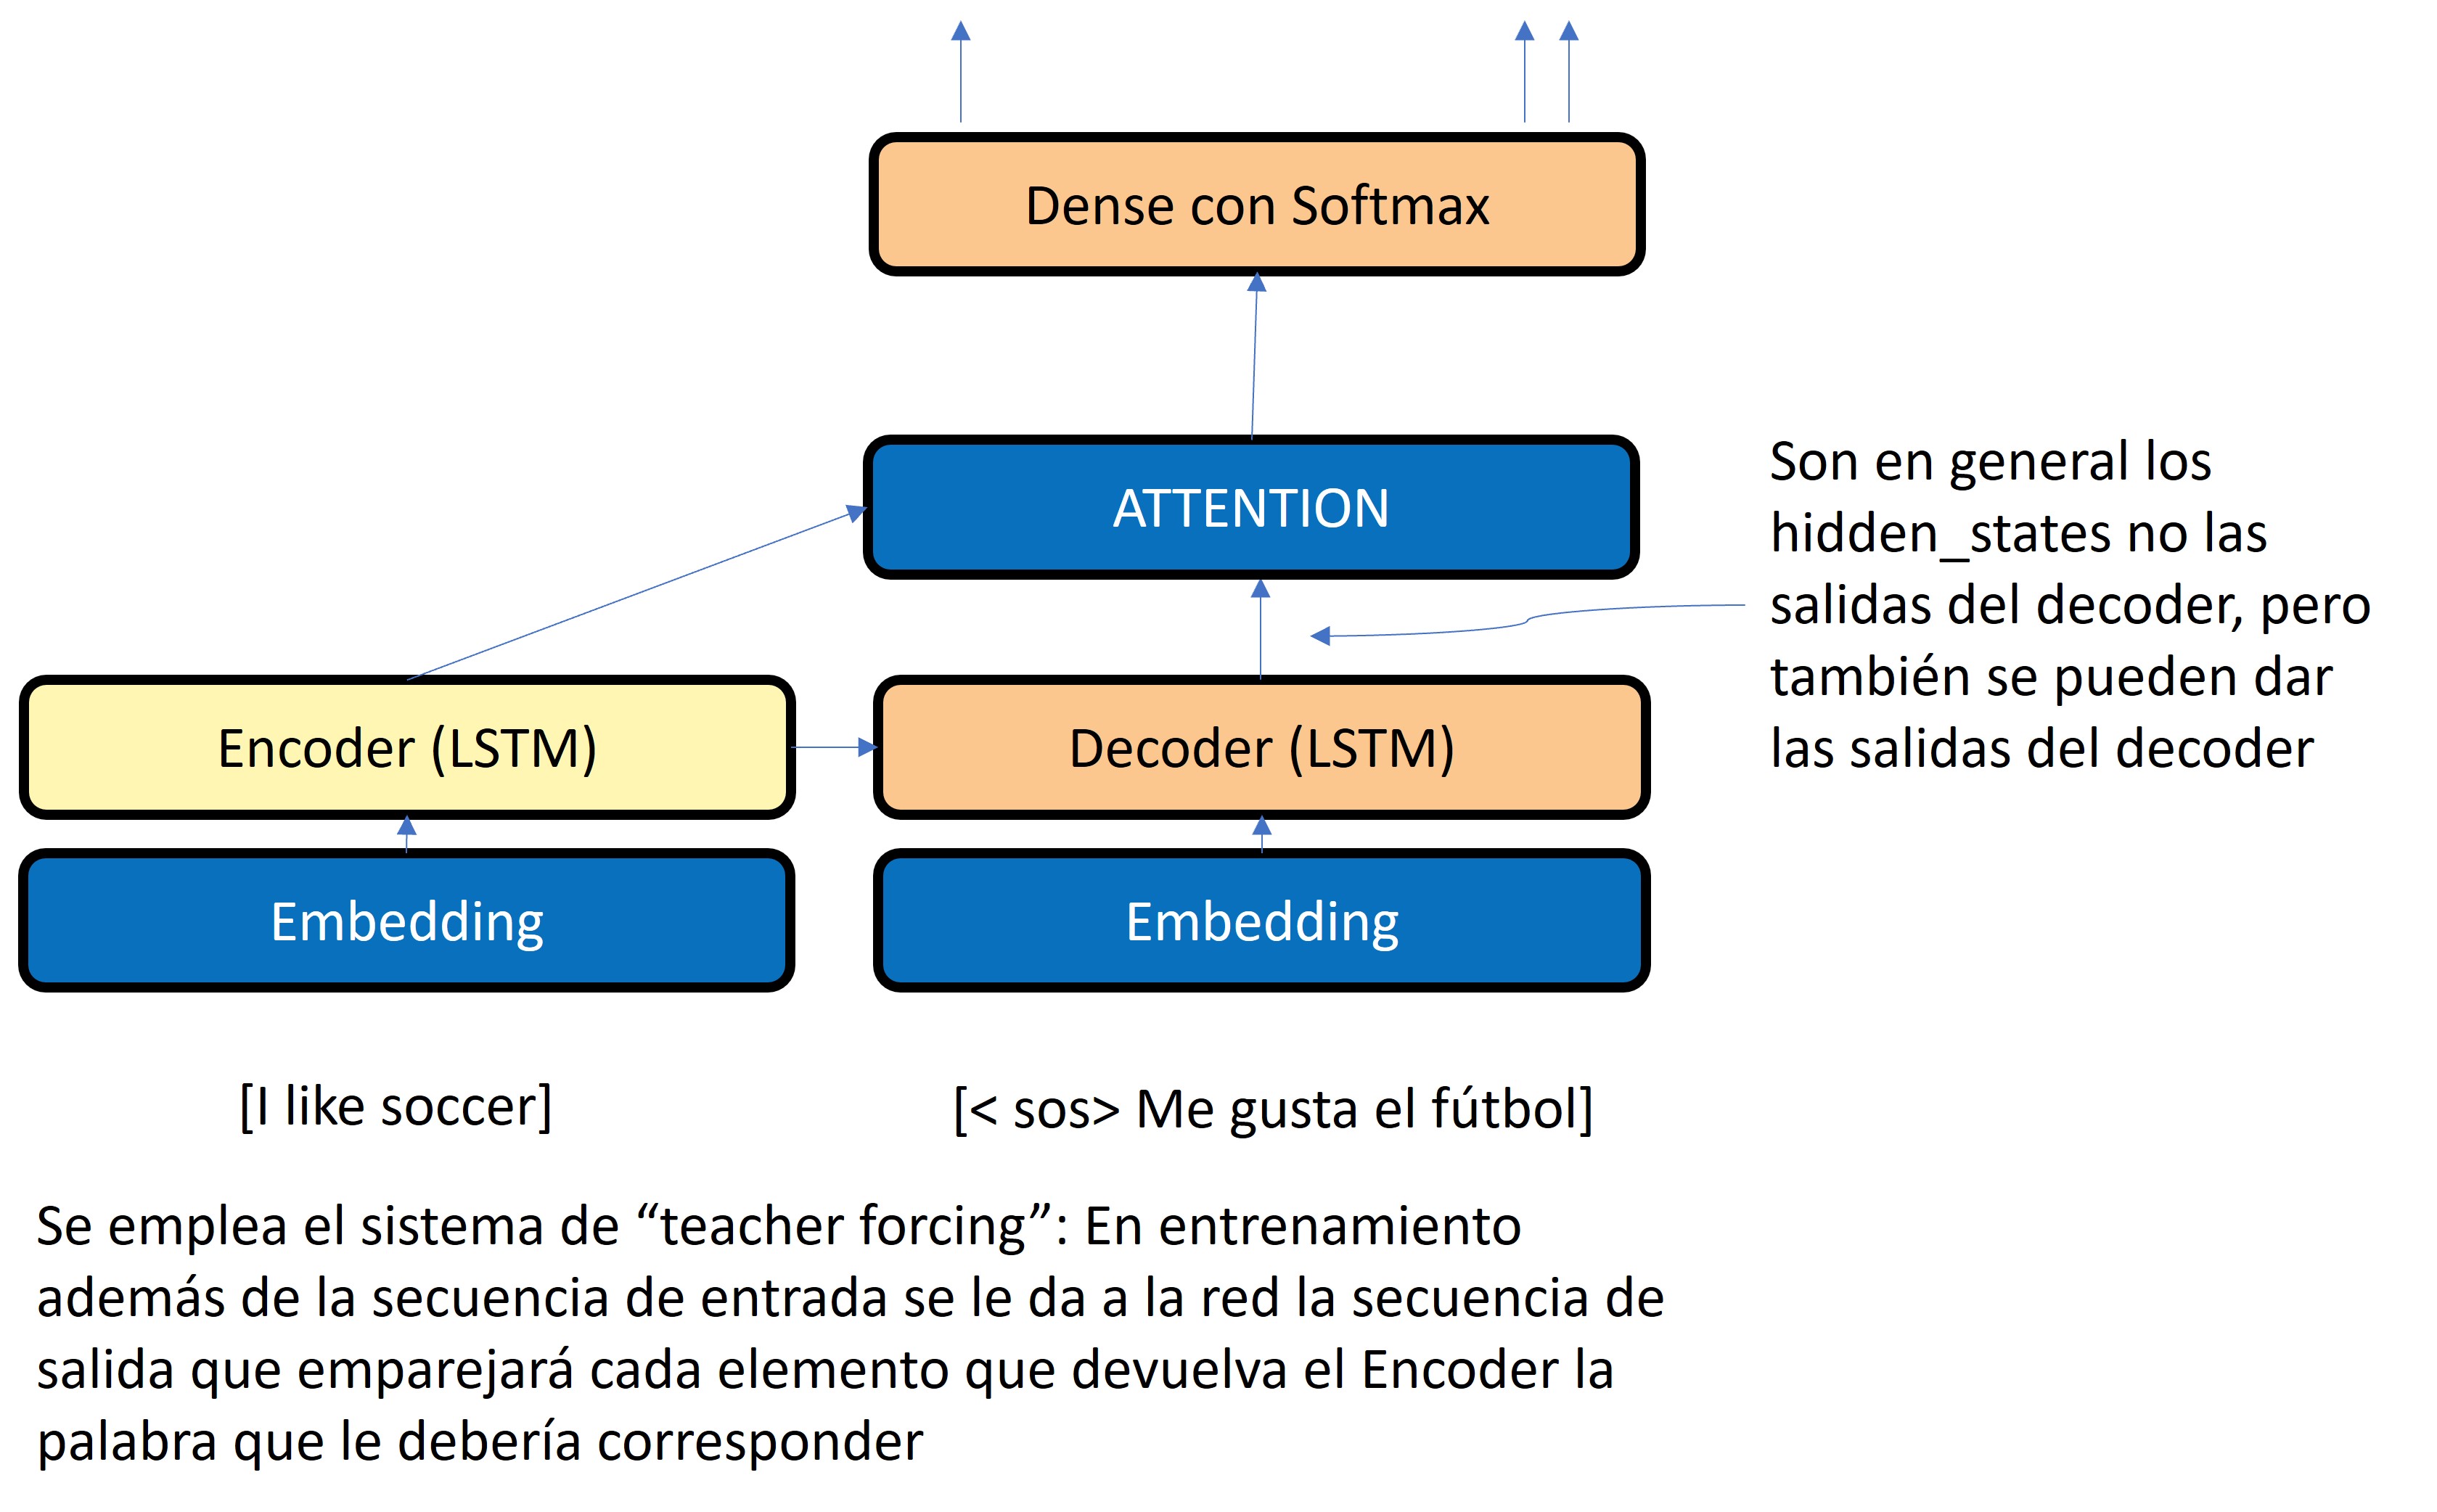 Dense con Softmax
ATTENTION
Son en general los
hidden_states no las
salidas del decoder, pero
también se pueden dar
las salidas del decoder
Encoder (LSTM)
Decoder (LSTM)
Embedding
Embedding
[I like soccer]
[< sos> Me gusta el fútbol]
Se emplea el sistema de “teacher forcing”: En entrenamiento
además de la secuencia de entrada se le da a la red la secuencia de
salida que emparejará cada elemento que devuelva el Encoder la
palabra que le debería corresponder